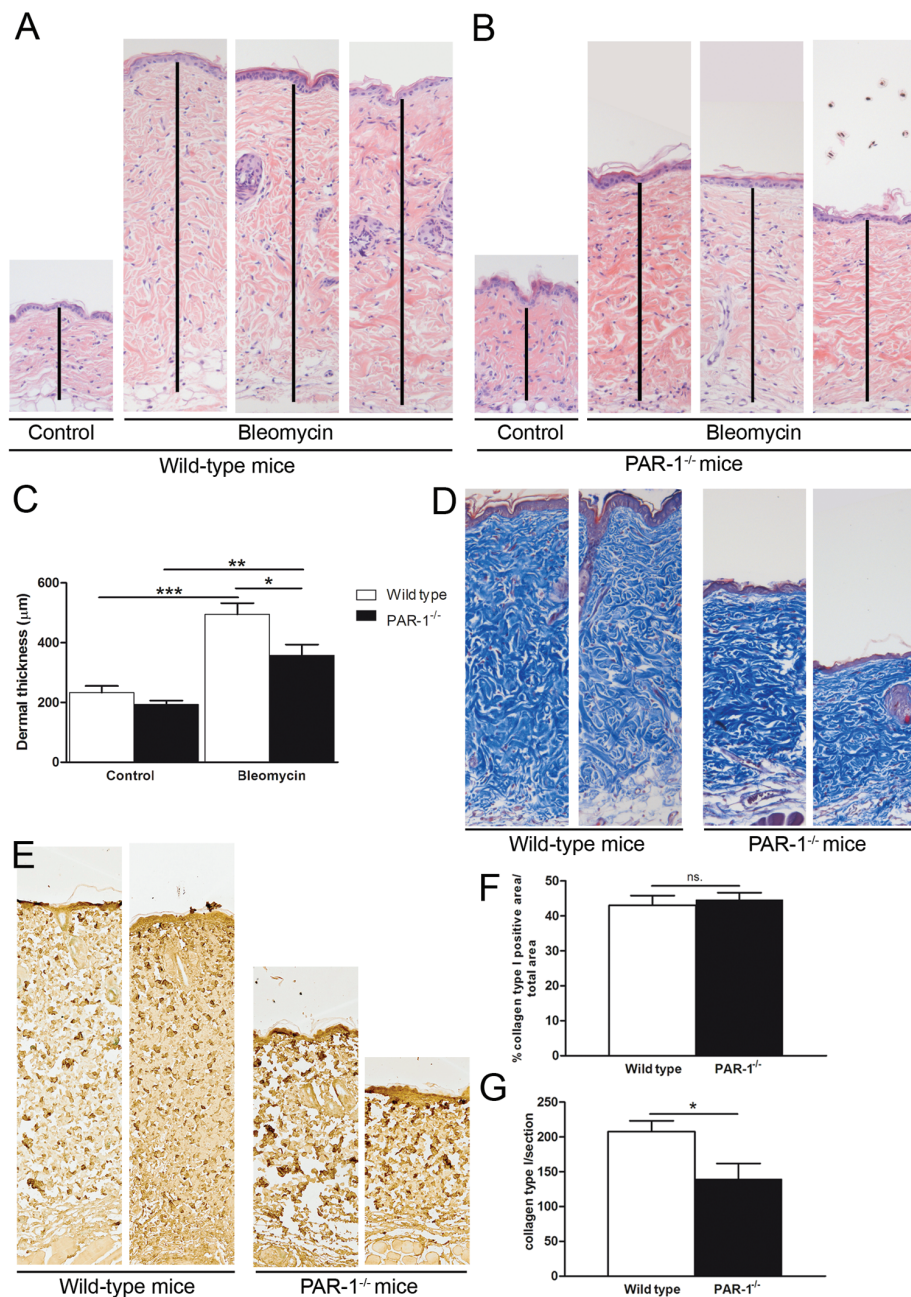 A
B
Control
Bleomycin
Wild-type mice
Control
Bleomycin
PAR-1-/- mice
C
Dermal thickness (μm)
600
400
200
0
***
**
*
Control
Bleomycin
Wild type
PAR-1-/-
D
Wild-type mice
PAR-1-/- mice
E
Wild-type mice
PAR-1-/- mice
F
% collagen type I positive area/
total area
50
40
30
20
10
0
ns.
Wild type
PAR-1-/-
G
collagen type I/section
250
200
150
100
50
0
*
Wild type
PAR-1-/-